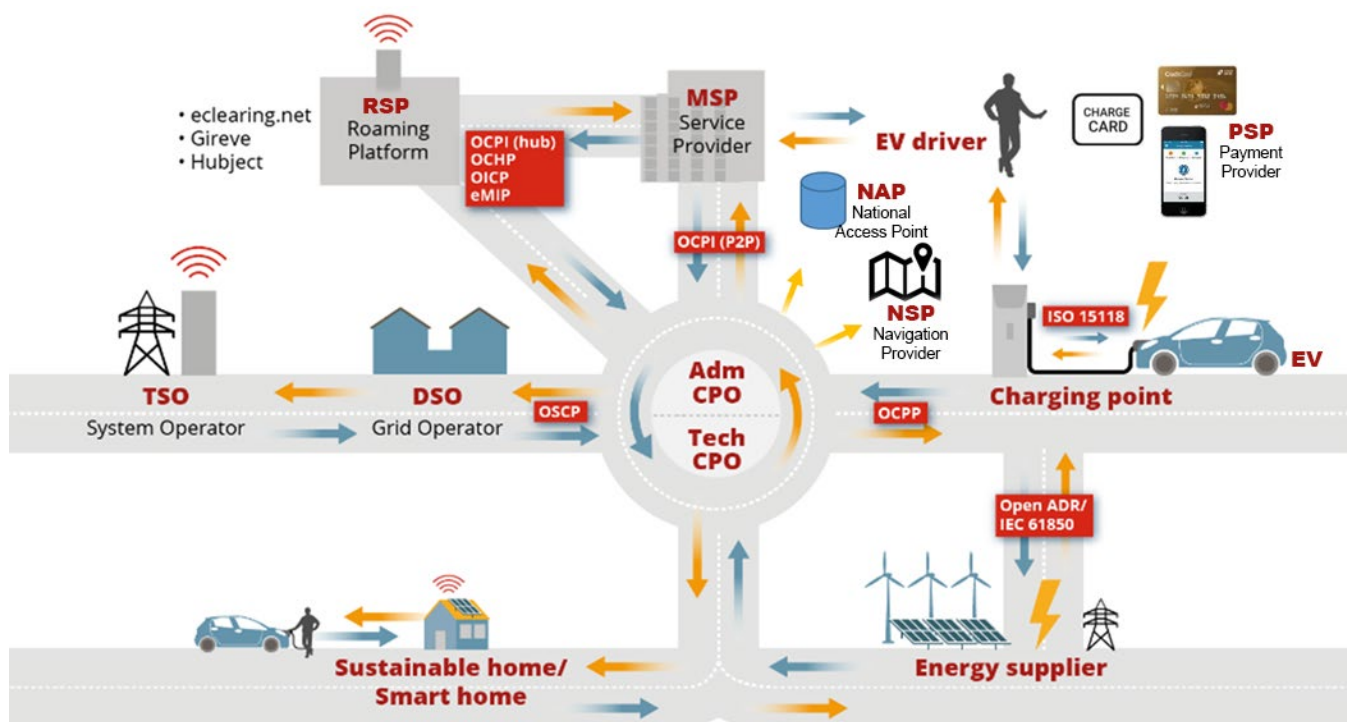 RSP
Roaming
Platform
• eclearing.net
• Gireve
• Hubject
OCPI (hub)
OCHP
OICP
eMIP
MSP
Service
Provider
EV driver
CHARGE
CARD
PSP
Payment
Provider
NAP
National
Access Point
OCPI (P2P)
NSP
Navigation
Provider
ISO 15118
EV
Charging point
TSO
System Operator
DSO
Grid Operator
OSCP
Adm
CPO
Tech
CPO
OCPP
Open ADR/
IEC 61850
Sustainable home/
Smart home
Energy supplier